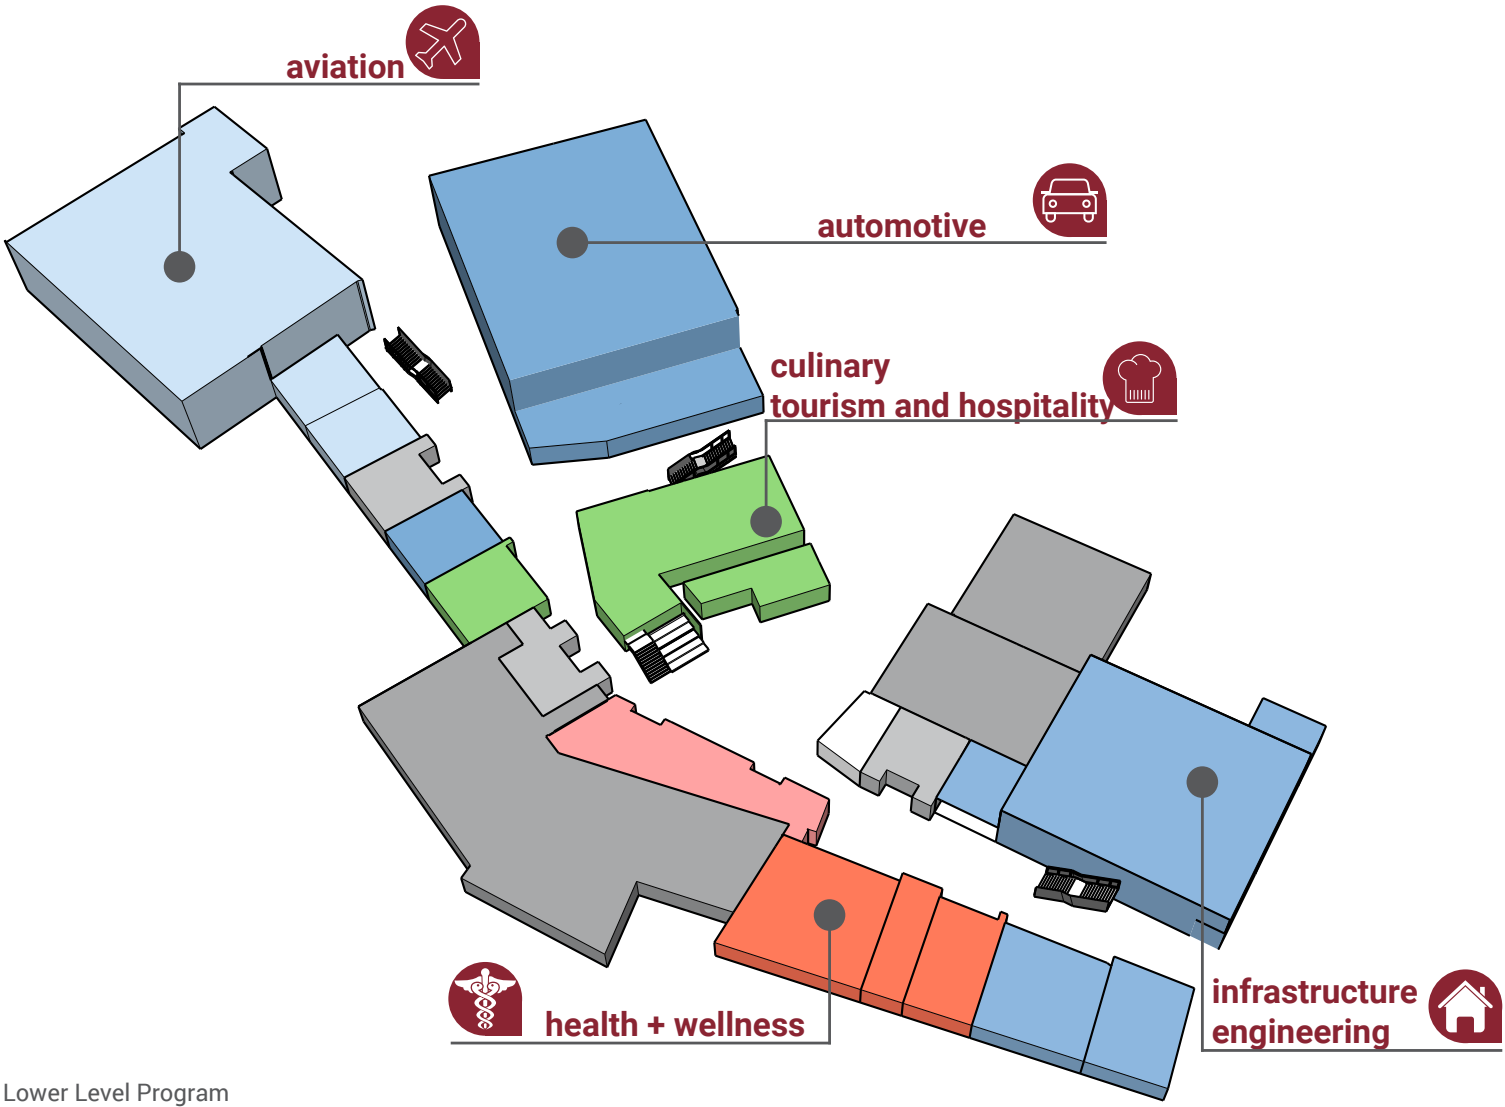 aviation
automotive
culinary
tourism and hospitality
health + wellness
infrastructure
engineering
Lower Level Program